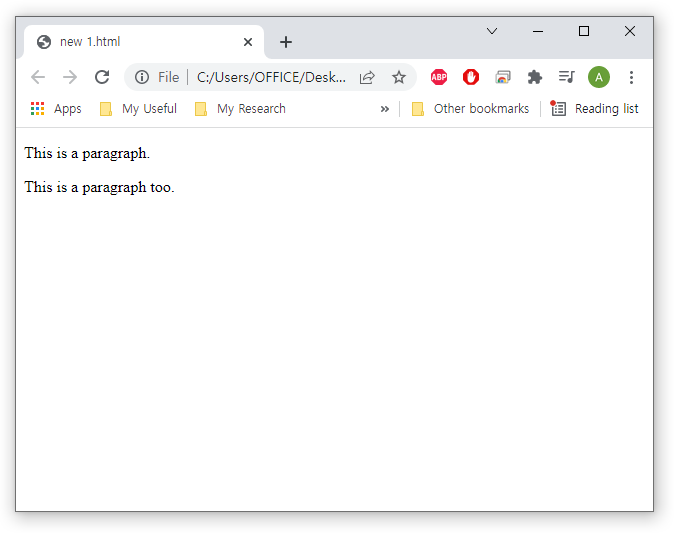 new 1.html
File C:/Users/OFFICE/Desk...
ABP
A
Apps My Useful My Research » Other bookmarks Reading list
This is a paragraph.
This is a paragraph too.